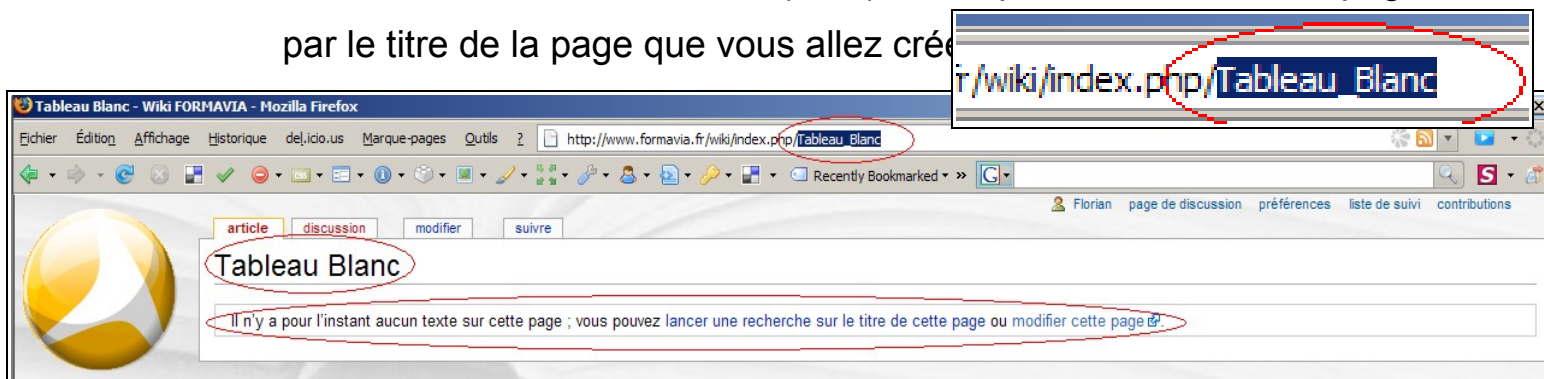 par le titre de la page que vous allez crée
r/wiki/index.php/Tableau_Blanc
Tableau Blanc - Wiki FORMAVIA - Mozilla Firefox
Fichier Édition Affichage Historique del.icio.us Marque-pages Outils ? http://www.formavia.fr/wiki/index.php/Tableau_Blanc
Recently Bookmarked » G S
Florian page de discussion préférences liste de suivi contributions
article discussion modifier suivre
Tableau Blanc
Il n'y a pour l'instant aucun texte sur cette page ; vous pouvez lancer une recherche sur le titre de cette page ou modifier cette page.